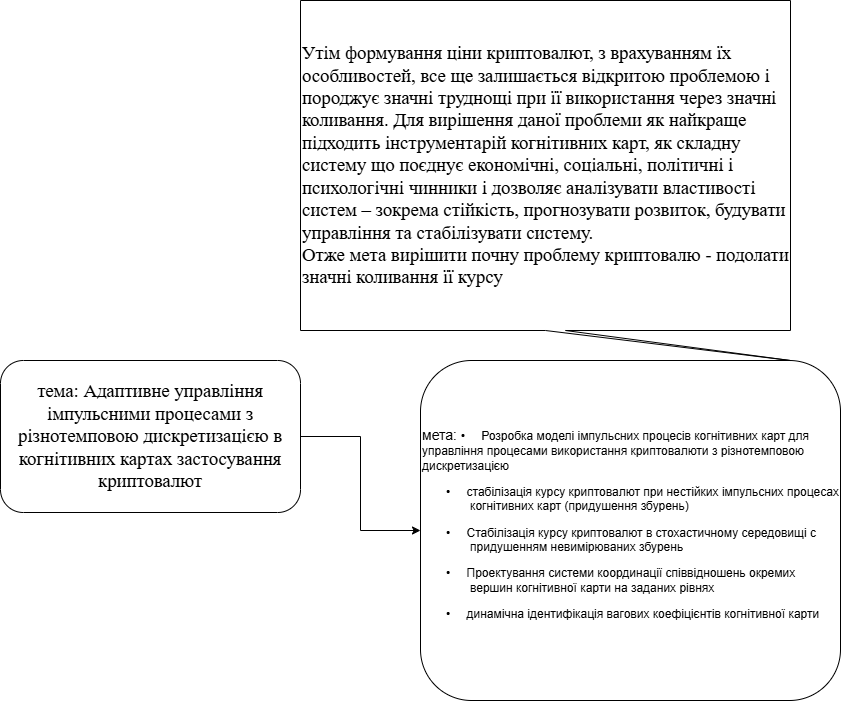 Утім формування ціни криптовалют, з врахуванням їх
особливостей, все ще залишається відкритою проблемою і
породжує значні труднощі при її використання через значні
коливання. Для вирішення даної проблеми як найкраще
підходить інструментарій когнітивних карт, як складну
систему що поєднує економічні, соціальні, політичні і
психологічні чинники і дозволяє аналізувати властивості
систем – зокрема стійкість, прогнозувати розвиток, будувати
управління та стабілізувати систему.
Отже мета вирішити почну проблему криптовалю - подолати
значні коливання її курсу
тема: Адаптивне управління
імпульсними процесами з
різнотемповою дискретизацією в
когнітивних картах застосування
криптовалют
мета: • Розробка моделі імпульсних процесів когнітивних карт для
управління процесами використання криптовалюти з різнотемповою
дискретизацією
• стабілізація курсу криптовалют при нестійких імпульсних процесах
когнітивних карт (придушення збурень)
• Стабілізація курсу криптовалют в стохастичному середовищі с
придушенням невимірюваних збурень
• Проектування системи координації співвідношень окремих
вершин когнітивної карти на заданих рівнях
• динамічна ідентифікація вагових коефіцієнтів когнітивної карти